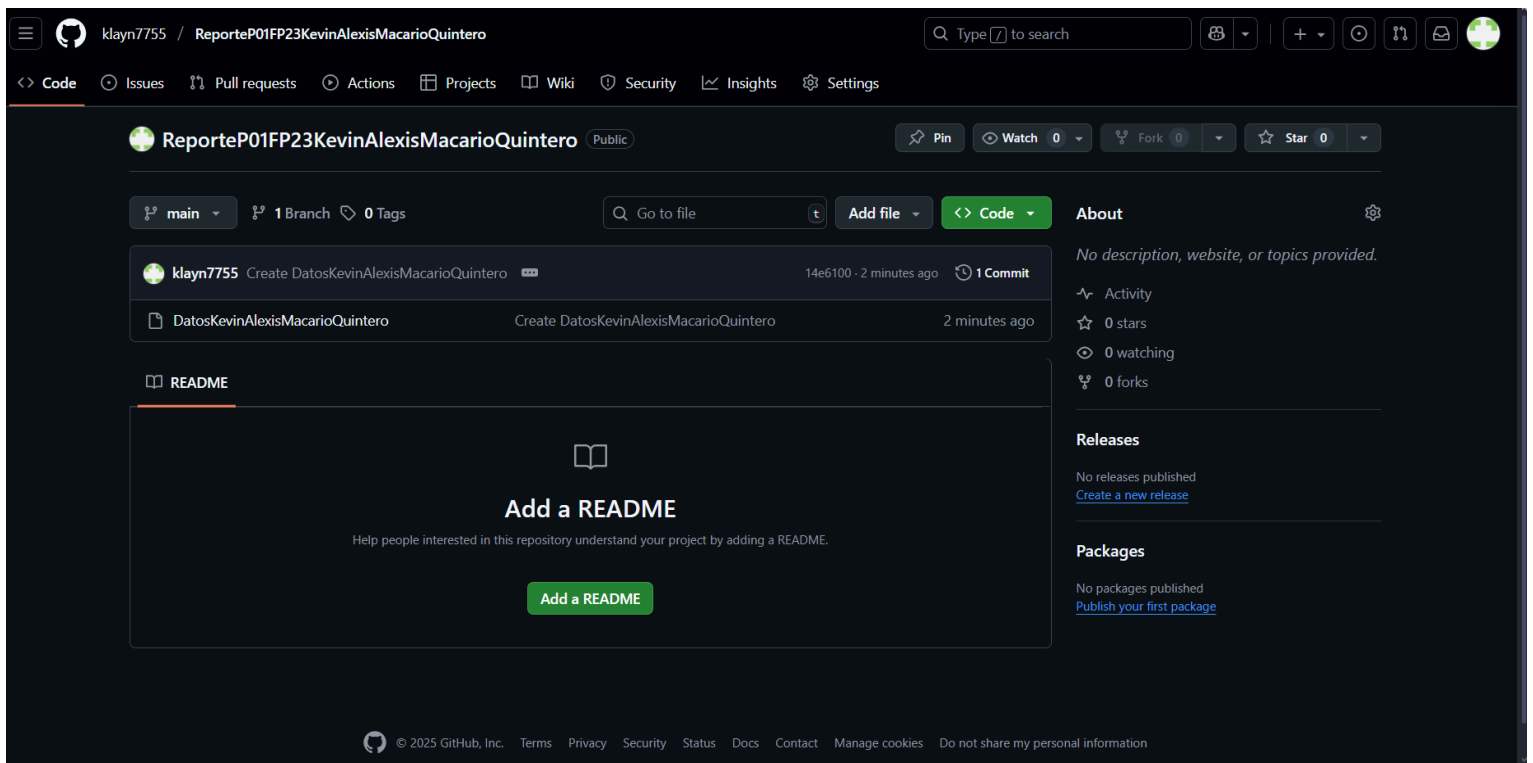 klayn7755 / ReporteP01FP23KevinAlexisMacarioQuintero
Type / to search
Code Issues Pull requests Actions Projects Wiki Security Insights Settings
ReporteP01FP23KevinAlexisMacarioQuintero Public
Pin Watch 0 Fork 0 Star 0
main 1 Branch 0 Tags
Go to file t Add file Code
klayn7755 Create DatosKevinAlexisMacarioQuintero 14e6100 · 2 minutes ago 1 Commit
DatosKevinAlexisMacarioQuintero Create DatosKevinAlexisMacarioQuintero 2 minutes ago
README
Add a README
Help people interested in this repository understand your project by adding a README.
Add a README
About
No description, website, or topics provided.
Activity
0 stars
0 watching
0 forks
Releases
No releases published
Create a new release
Packages
No packages published
Publish your first package
© 2025 GitHub, Inc. Terms Privacy Security Status Docs Contact Manage cookies Do not share my personal information